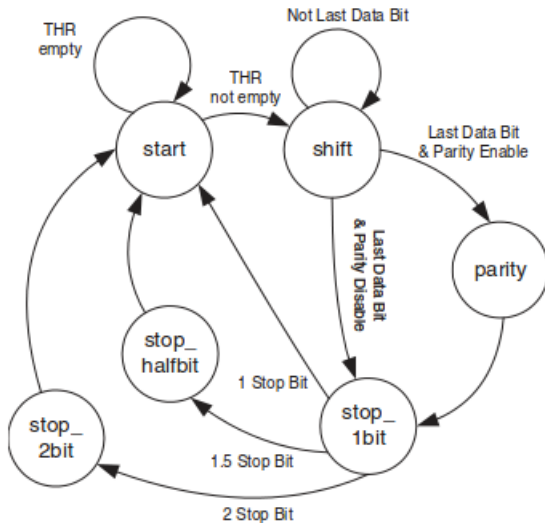 THR
empty
Not Last Data Bit
THR
not empty
start
shift
Last Data Bit
& Parity Enable
Last Data Bit
& Parity Disable
parity
stop_
halfbit
1 Stop Bit
stop_
1bit
stop_
2bit
1.5 Stop Bit
2 Stop Bit